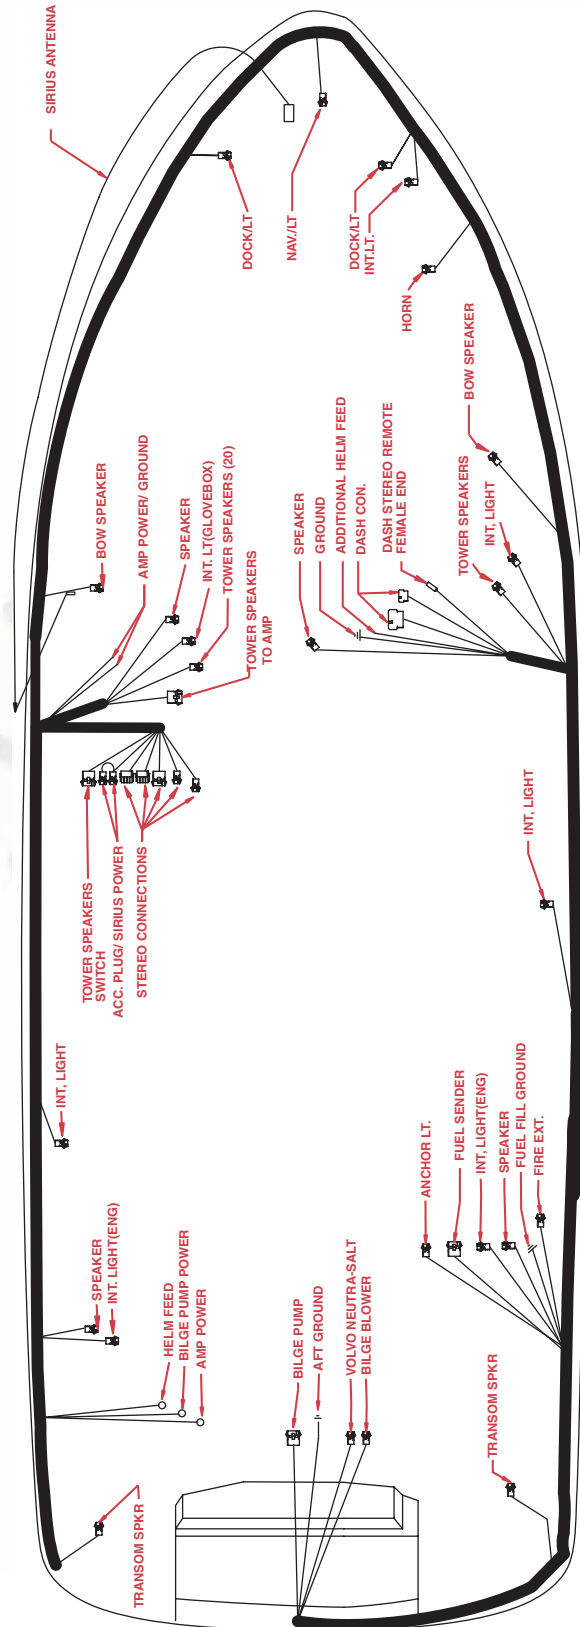 SIRIUS ANTENNA
DOCK/LT
NAV./LT
DOCK/LT
INT.LT.
HORN
BOW SPEAKER
BOW SPEAKER
AMP POWER/ GROUND
SPEAKER
INT. LT(GLOVEBOX)
TOWER SPEAKERS (20)
TOWER SPEAKERS
TO AMP
SPEAKER
GROUND
ADDITIONAL HELM FEED
DASH CON.
DASH STEREO REMOTE
FEMALE END
TOWER SPEAKERS
INT, LIGHT
TOWER SPEAKERS
SWITCH
ACC. PLUG/ SIRIUS POWER
STEREO CONNECTIONS
INT, LIGHT
INT, LIGHT
ANCHOR LT.
FUEL SENDER
INT, LIGHT(ENG)
SPEAKER
FUEL FILL GROUND
FIRE EXT.
SPEAKER
INT. LIGHT(ENG)
HELM FEED
BILGE PUMP POWER
AMP POWER
BILGE PUMP
AFT GROUND
VOLVO NEUTRA-SALT
BILGE BLOWER
TRANSOM SPKR
TRANSOM SPKR